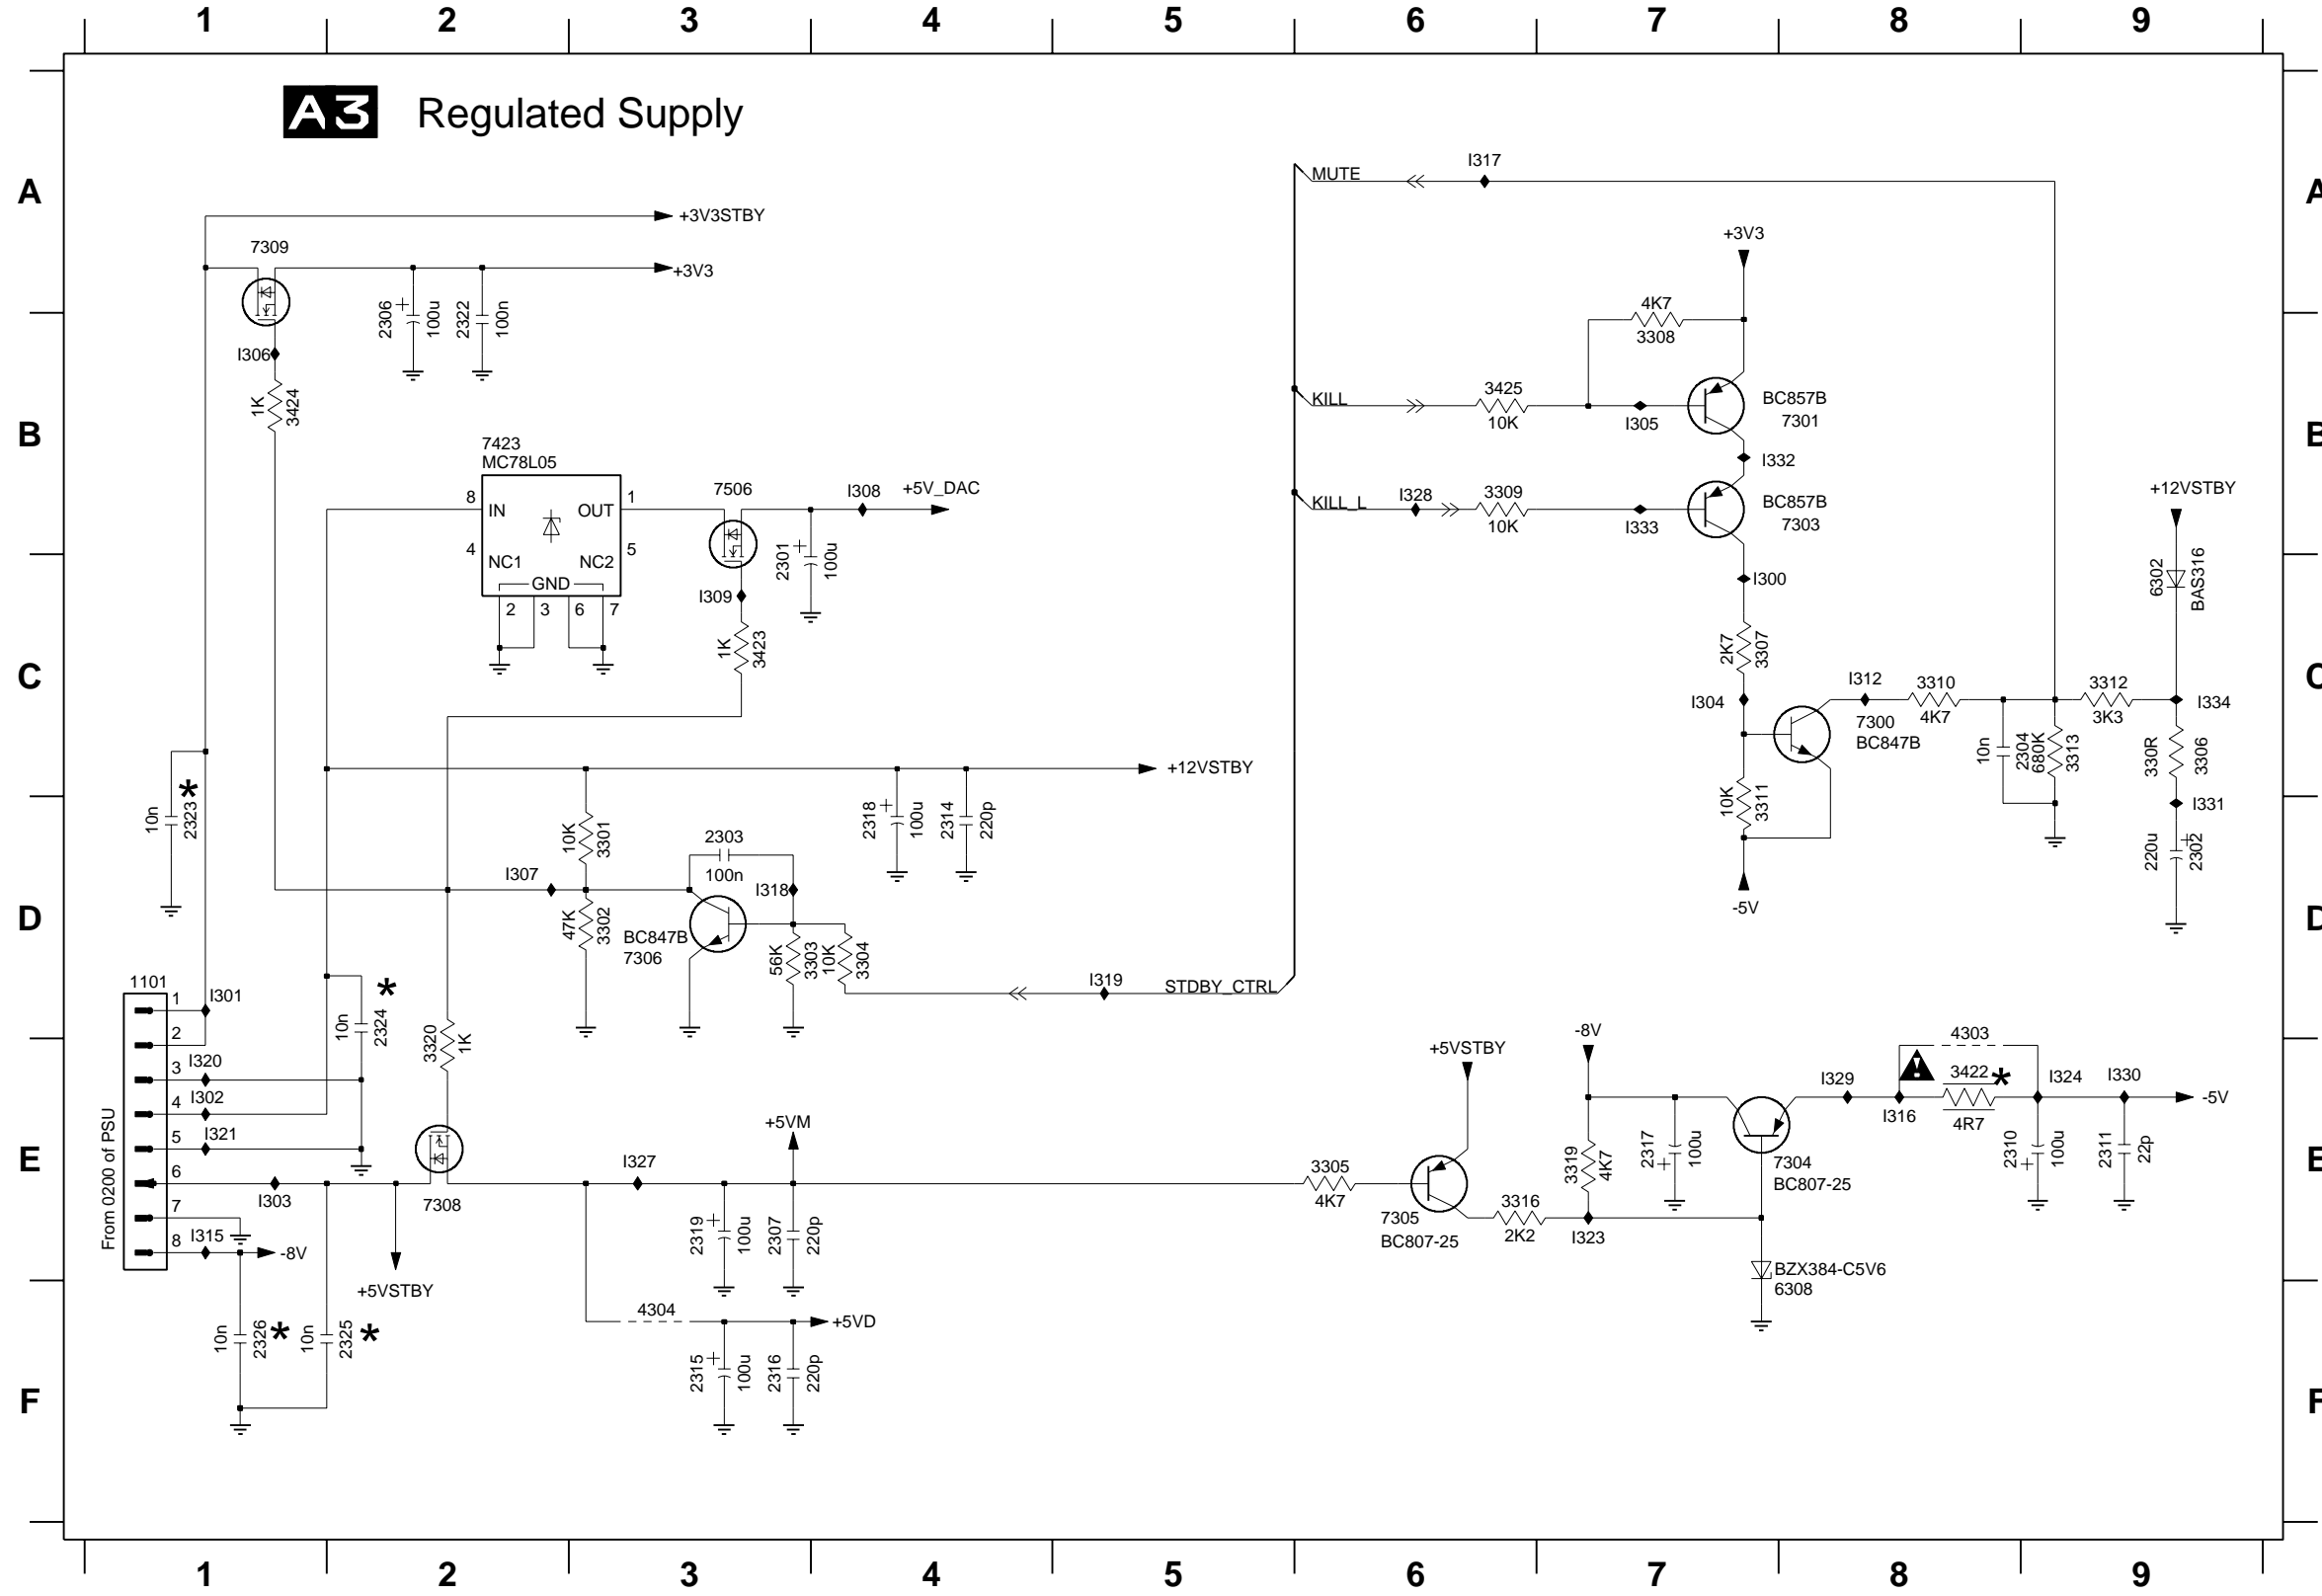 1 2 3 4 5 6 7 8 9
A3 Regulated Supply
A
B
C
D
E
F
+3V3STBY
7309
+3V3
2306
+
100u
2322
100n
I306
1K
3424
7423
MC78L05
8
IN
OUT
1
4
NC1
NC2
5
GND
2
3
6
7
7506
I308
+5V_DAC
2301
+
100u
I309
1K
3423
+12VSTBY
10n
2323
*
10K
3301
2303
100n
2318
+
100u
2314
220p
I307
I318
47K
3302
BC847B
7306
56K
3303
10K
3304
I319
STDBY_CTRL
1101
From 0200 of PSU
1
I301
2
3
I320
4
I302
5
I321
6
I303
7
8
I315
-8V
10n
2324
*
3320
1K
7308
+5VSTBY
10n
2326
*
10n
2325
*
I327
+5VM
2319
+
100u
2307
220p
4304
+5VD
2315
+
100u
2316
220p
MUTE
I317
+3V3
4K7
3308
KILL
3425
10K
I305
BC857B
7301
I332
KILL_L
I328
3309
10K
I333
BC857B
7303
I300
2K7
3307
I304
10K
3311
-5V
I312
7300
BC847B
3310
4K7
10n
2304
680K
3313
3312
3K3
+12VSTBY
6302
BAS316
I334
330R
3306
I331
220u
+
2302
+5VSTBY
3305
4K7
7305
BC807-25
3316
2K2
I323
-8V
3319
4K7
2317
+
100u
7304
BC807-25
BZX384-C5V6
6308
I329
I316
4303
!
3422
*
4R7
I324
I330
-5V
2310
+
100u
2311
22p
A
B
C
D
E
F
1 2 3 4 5 6 7 8 9